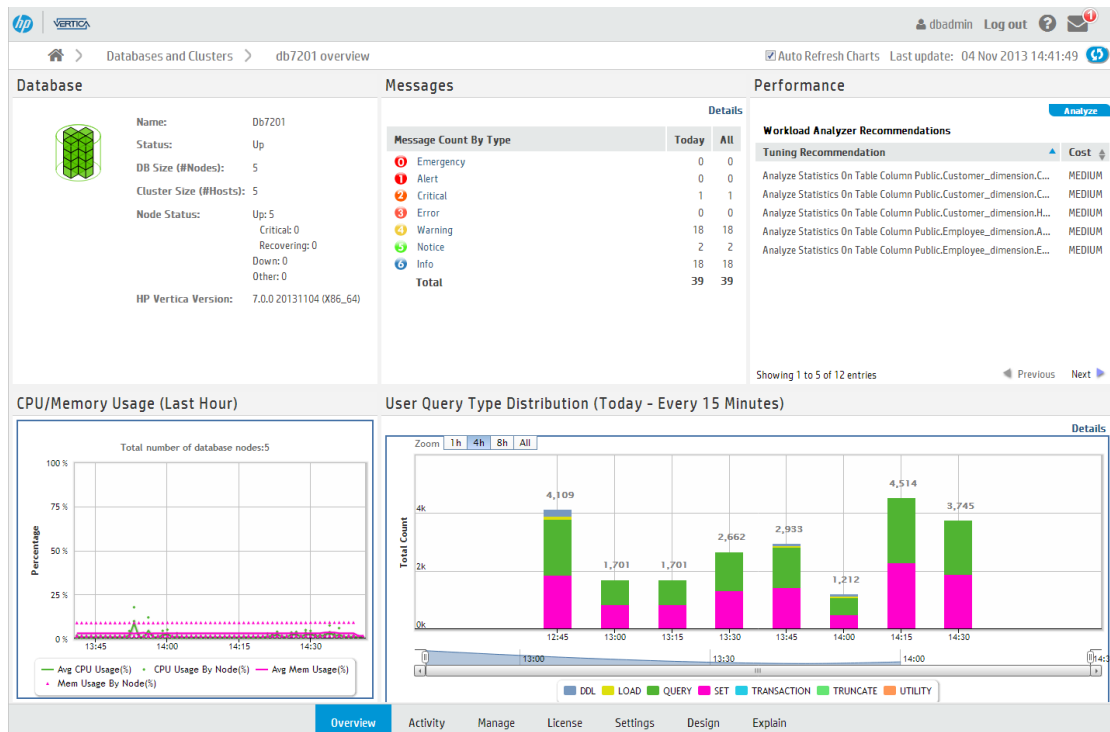 hp VERTICA dbadmin Log out ? 1
Databases and Clusters db7201 overview Auto Refresh Charts Last update: 04 Nov 2013 14:41:49
Database
Name: Db7201
Status: Up
DB Size (#Nodes): 5
Cluster Size (#Hosts): 5
Node Status: Up: 5
Critical: 0
Recovering: 0
Down: 0
Other: 0
HP Vertica Version: 7.0.0 20131104 (X86_64)
Messages
Details
Message Count By Type Today All
0 Emergency 0 0
1 Alert 0 0
2 Critical 1 1
3 Error 0 0
4 Warning 18 18
5 Notice 2 2
6 Info 18 18
Total 39 39
Performance
Analyze
Workload Analyzer Recommendations
Tuning Recommendation Cost
Analyze Statistics On Table Column Public.Customer_dimension.C... MEDIUM
Analyze Statistics On Table Column Public.Customer_dimension.C... MEDIUM
Analyze Statistics On Table Column Public.Customer_dimension.H... MEDIUM
Analyze Statistics On Table Column Public.Employee_dimension.A... MEDIUM
Analyze Statistics On Table Column Public.Employee_dimension.E... MEDIUM
Showing 1 to 5 of 12 entries Previous Next
CPU/Memory Usage (Last Hour)
Total number of database nodes:5
100 %
75 %
50 %
25 %
0 %
Percentage
13:45 14:00 14:15 14:30
Avg CPU Usage(%) CPU Usage By Node(%) Avg Mem Usage(%)
Mem Usage By Node(%)
User Query Type Distribution (Today - Every 15 Minutes)
Details
Zoom 1h 4h 8h All
4k
2k
0k
Total Count
4,109 1,701 1,701 2,662 2,933 1,212 4,514 3,745
12:45 13:00 13:15 13:30 13:45 14:00 14:15 14:30
13:00 13:30 14:00 14:3
DDL LOAD QUERY SET TRANSACTION TRUNCATE UTILITY
Overview Activity Manage License Settings Design Explain